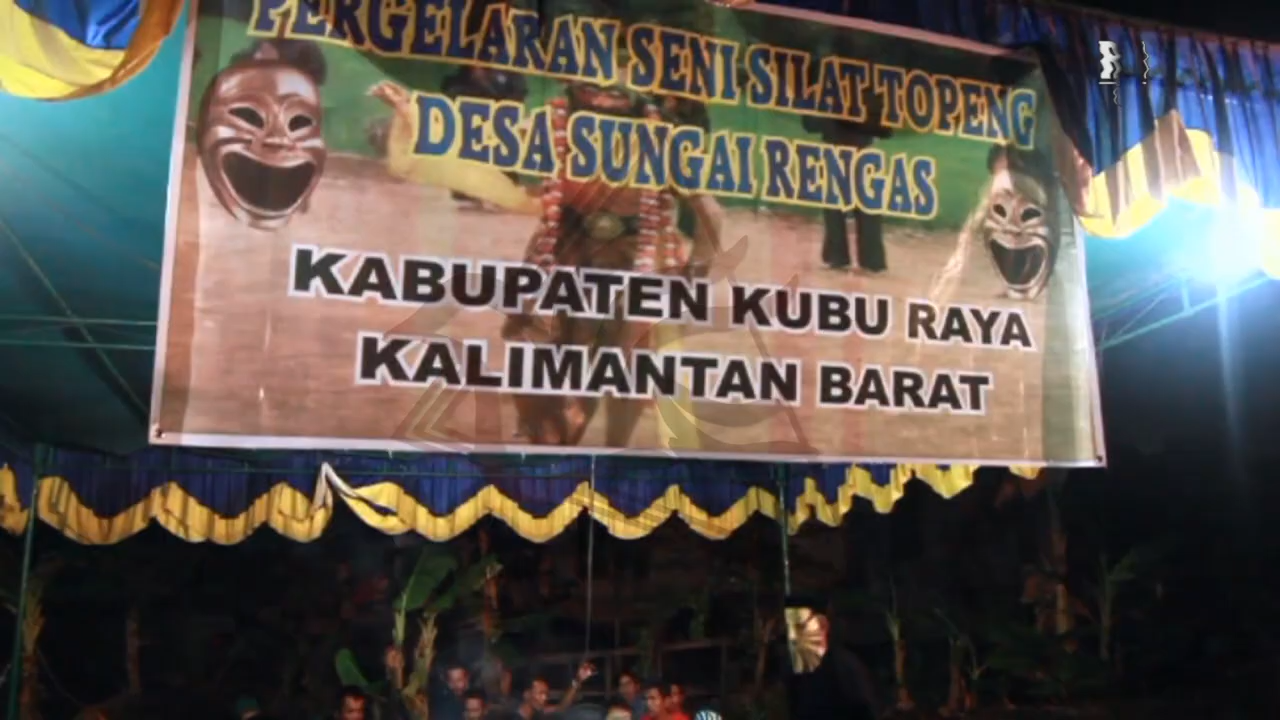 PERGELARAN SENI SILAT TOPENG
DESA SUNGAI RENGAS
KABUPATEN KUBU RAYA
KALIMANTAN BARAT